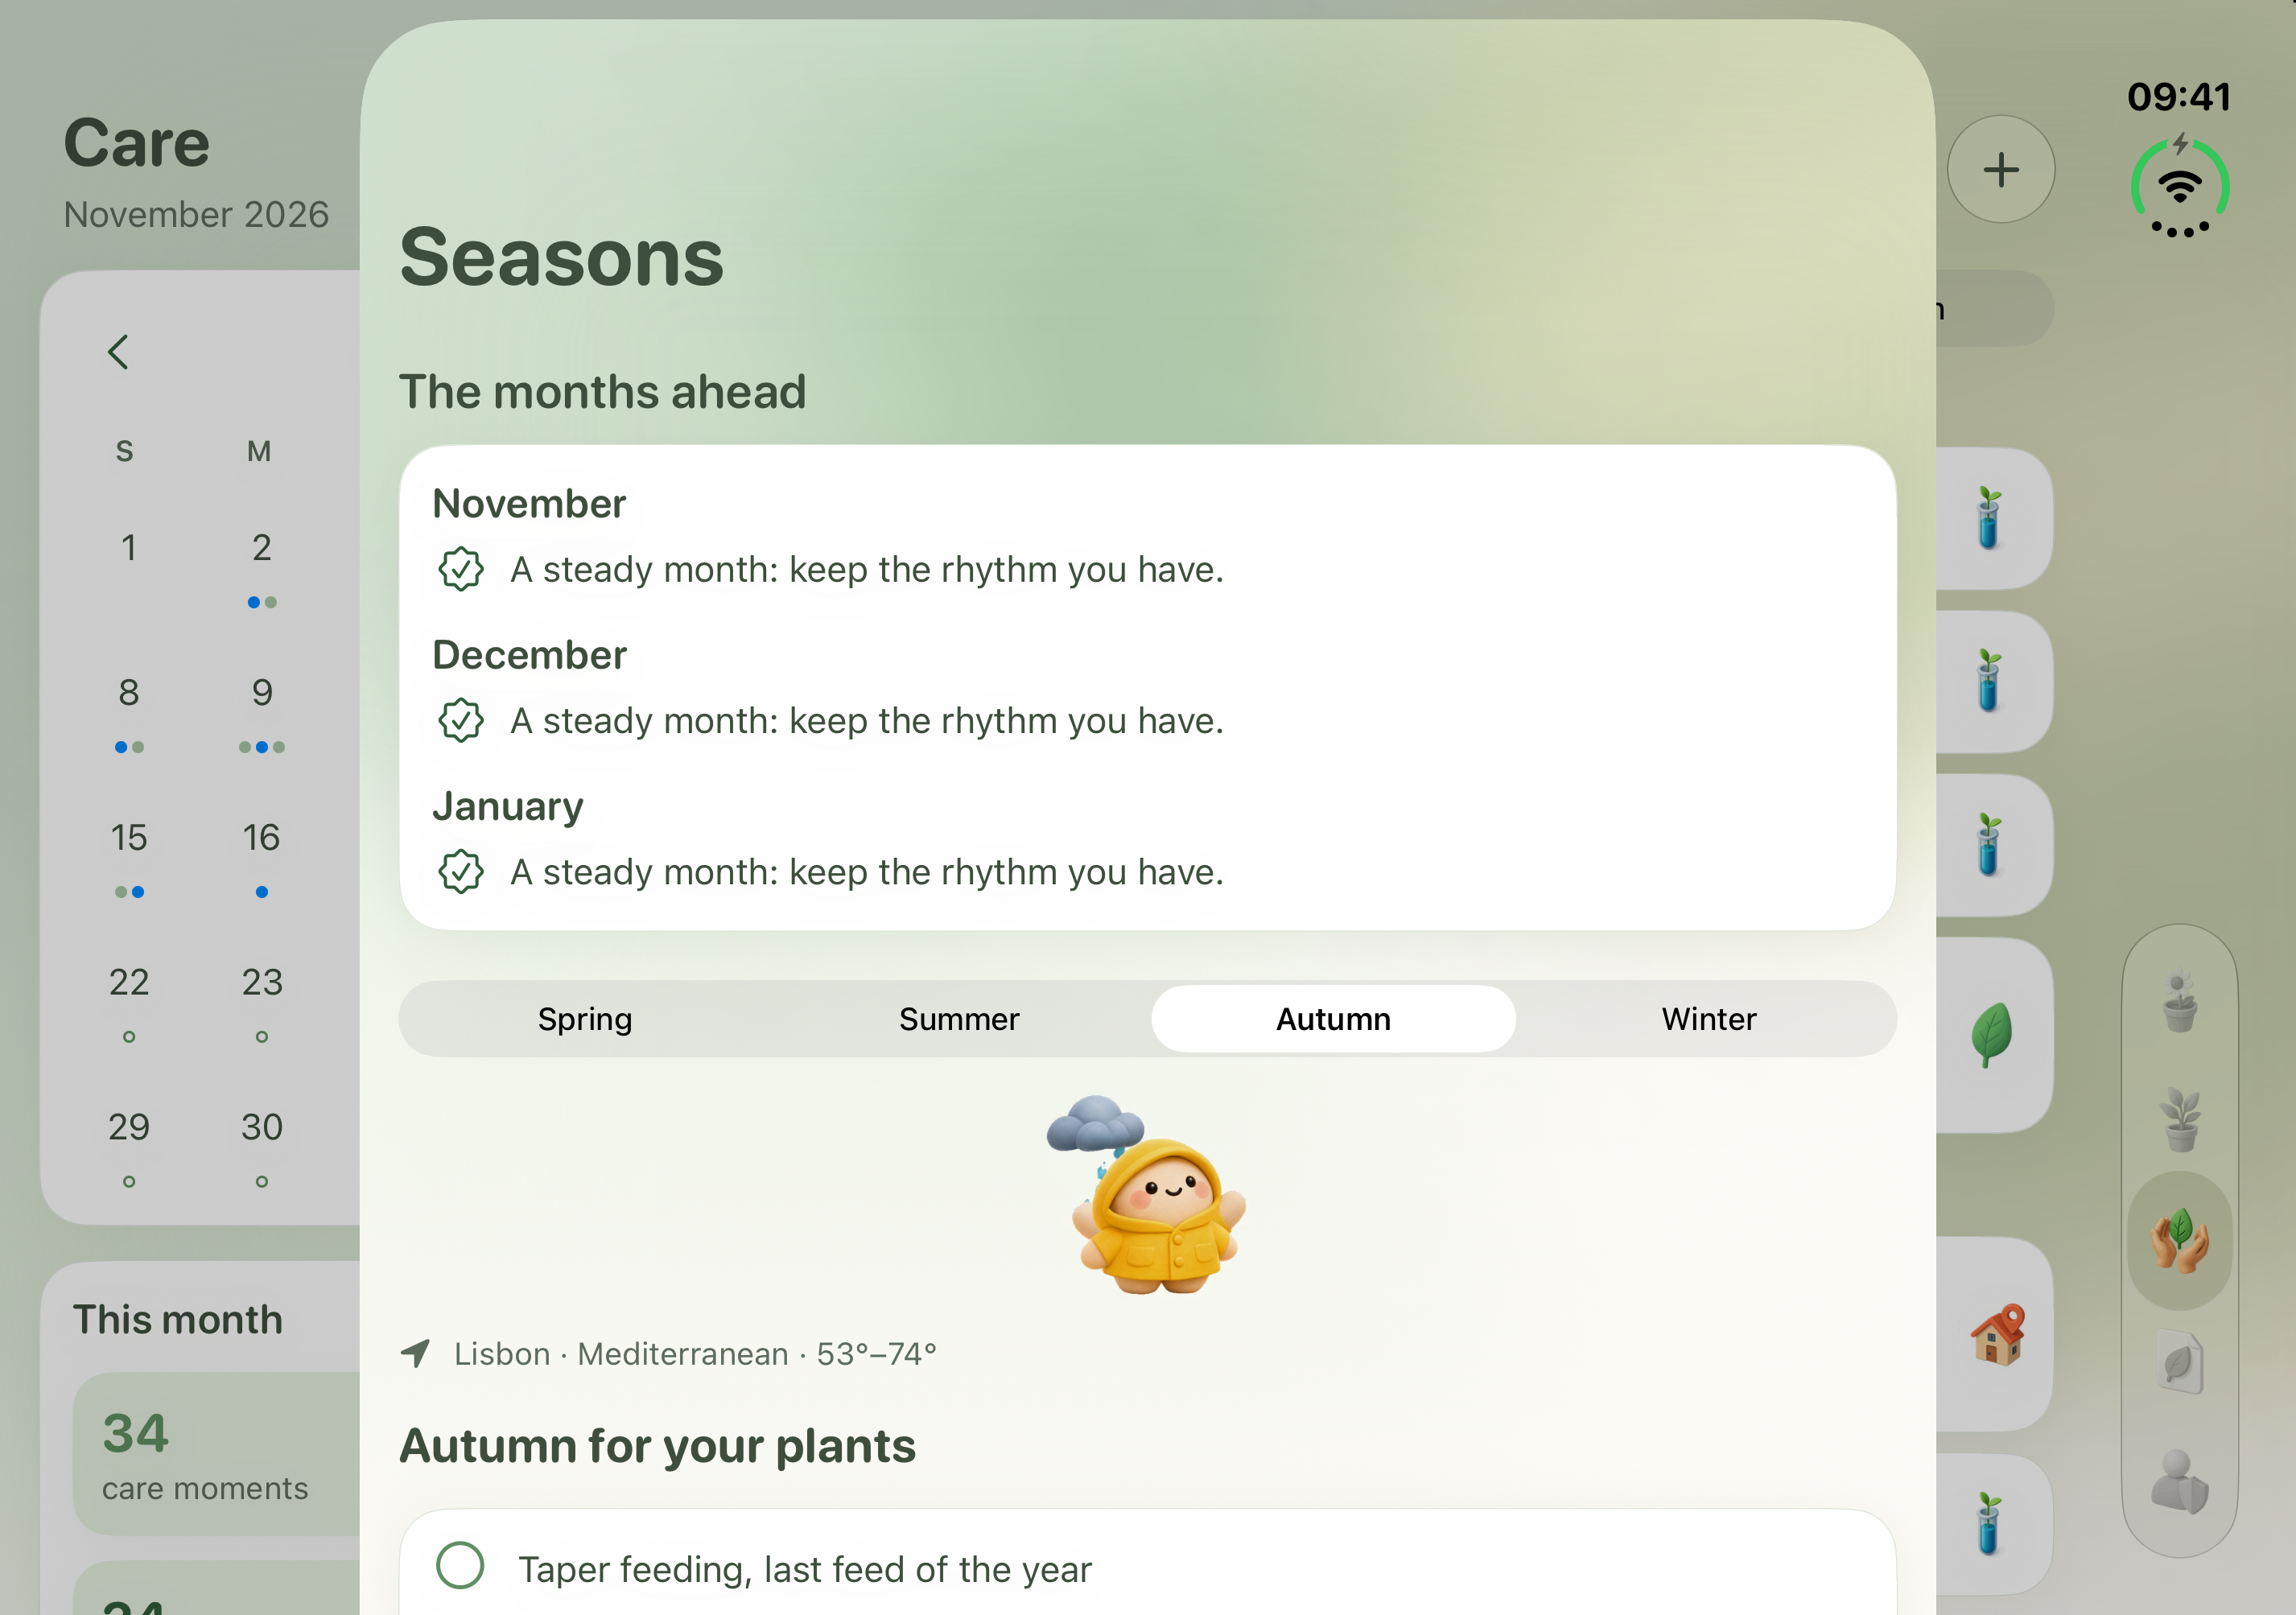 Care
November 2026
S M
1 2
8 9
15 16
22 23
29 30
This month
34
care moments
Seasons
The months ahead
November
A steady month: keep the rhythm you have.
December
A steady month: keep the rhythm you have.
January
A steady month: keep the rhythm you have.
Spring Summer Autumn Winter
Lisbon · Mediterranean · 53°–74°
Autumn for your plants
Taper feeding, last feed of the year
09:41